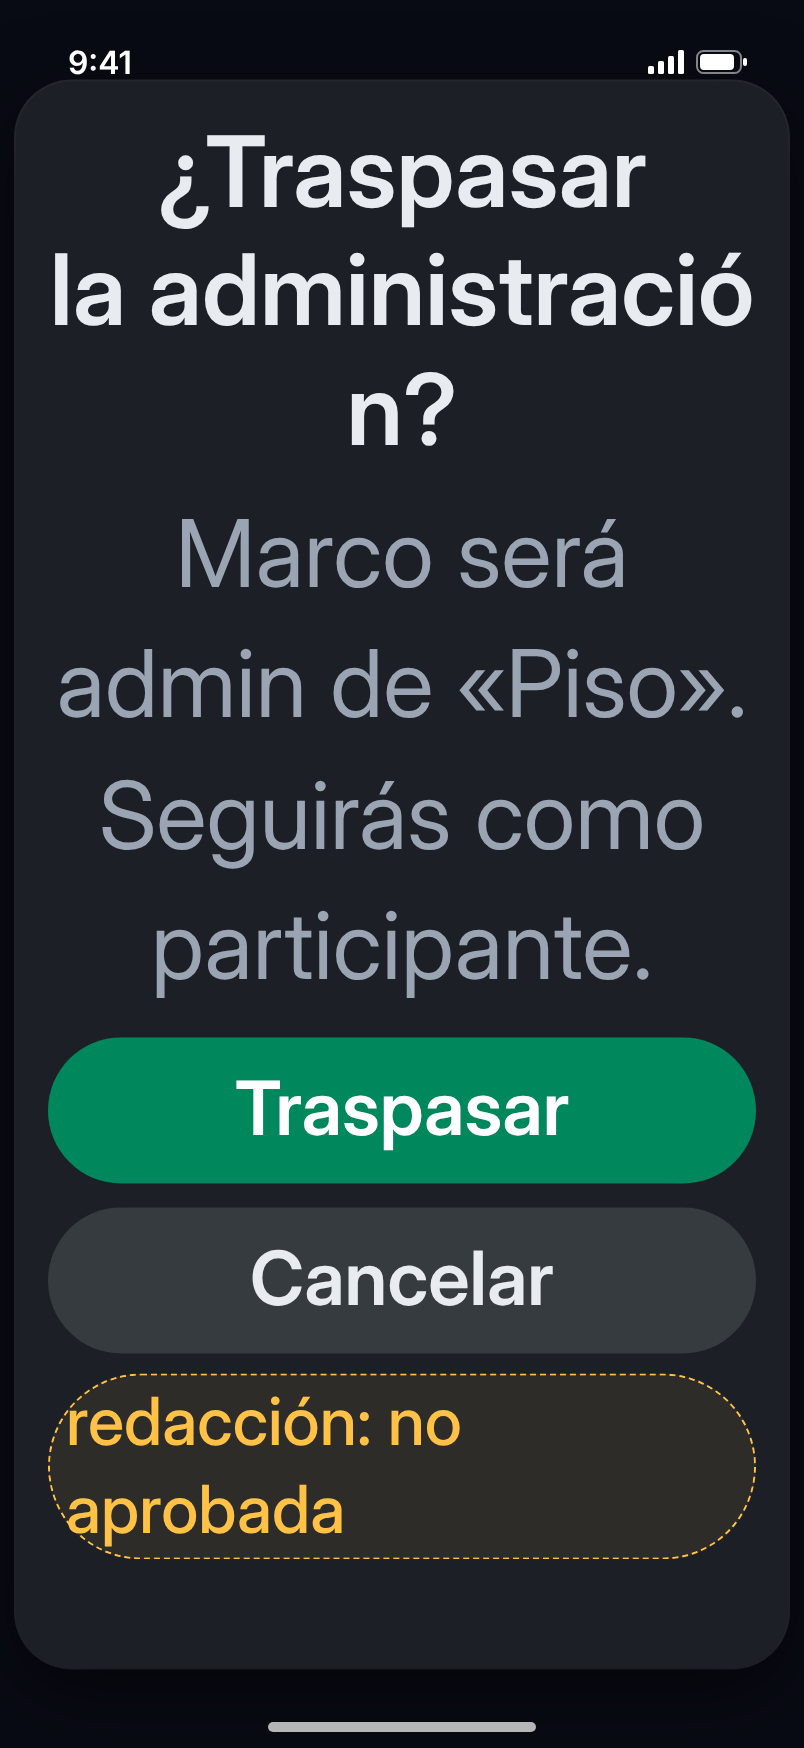 9:41
¿Traspasar
la administració
n?
Marco será
admin de «Piso».
Seguirás como
participante.
Traspasar
Cancelar
redacción: no
aprobada